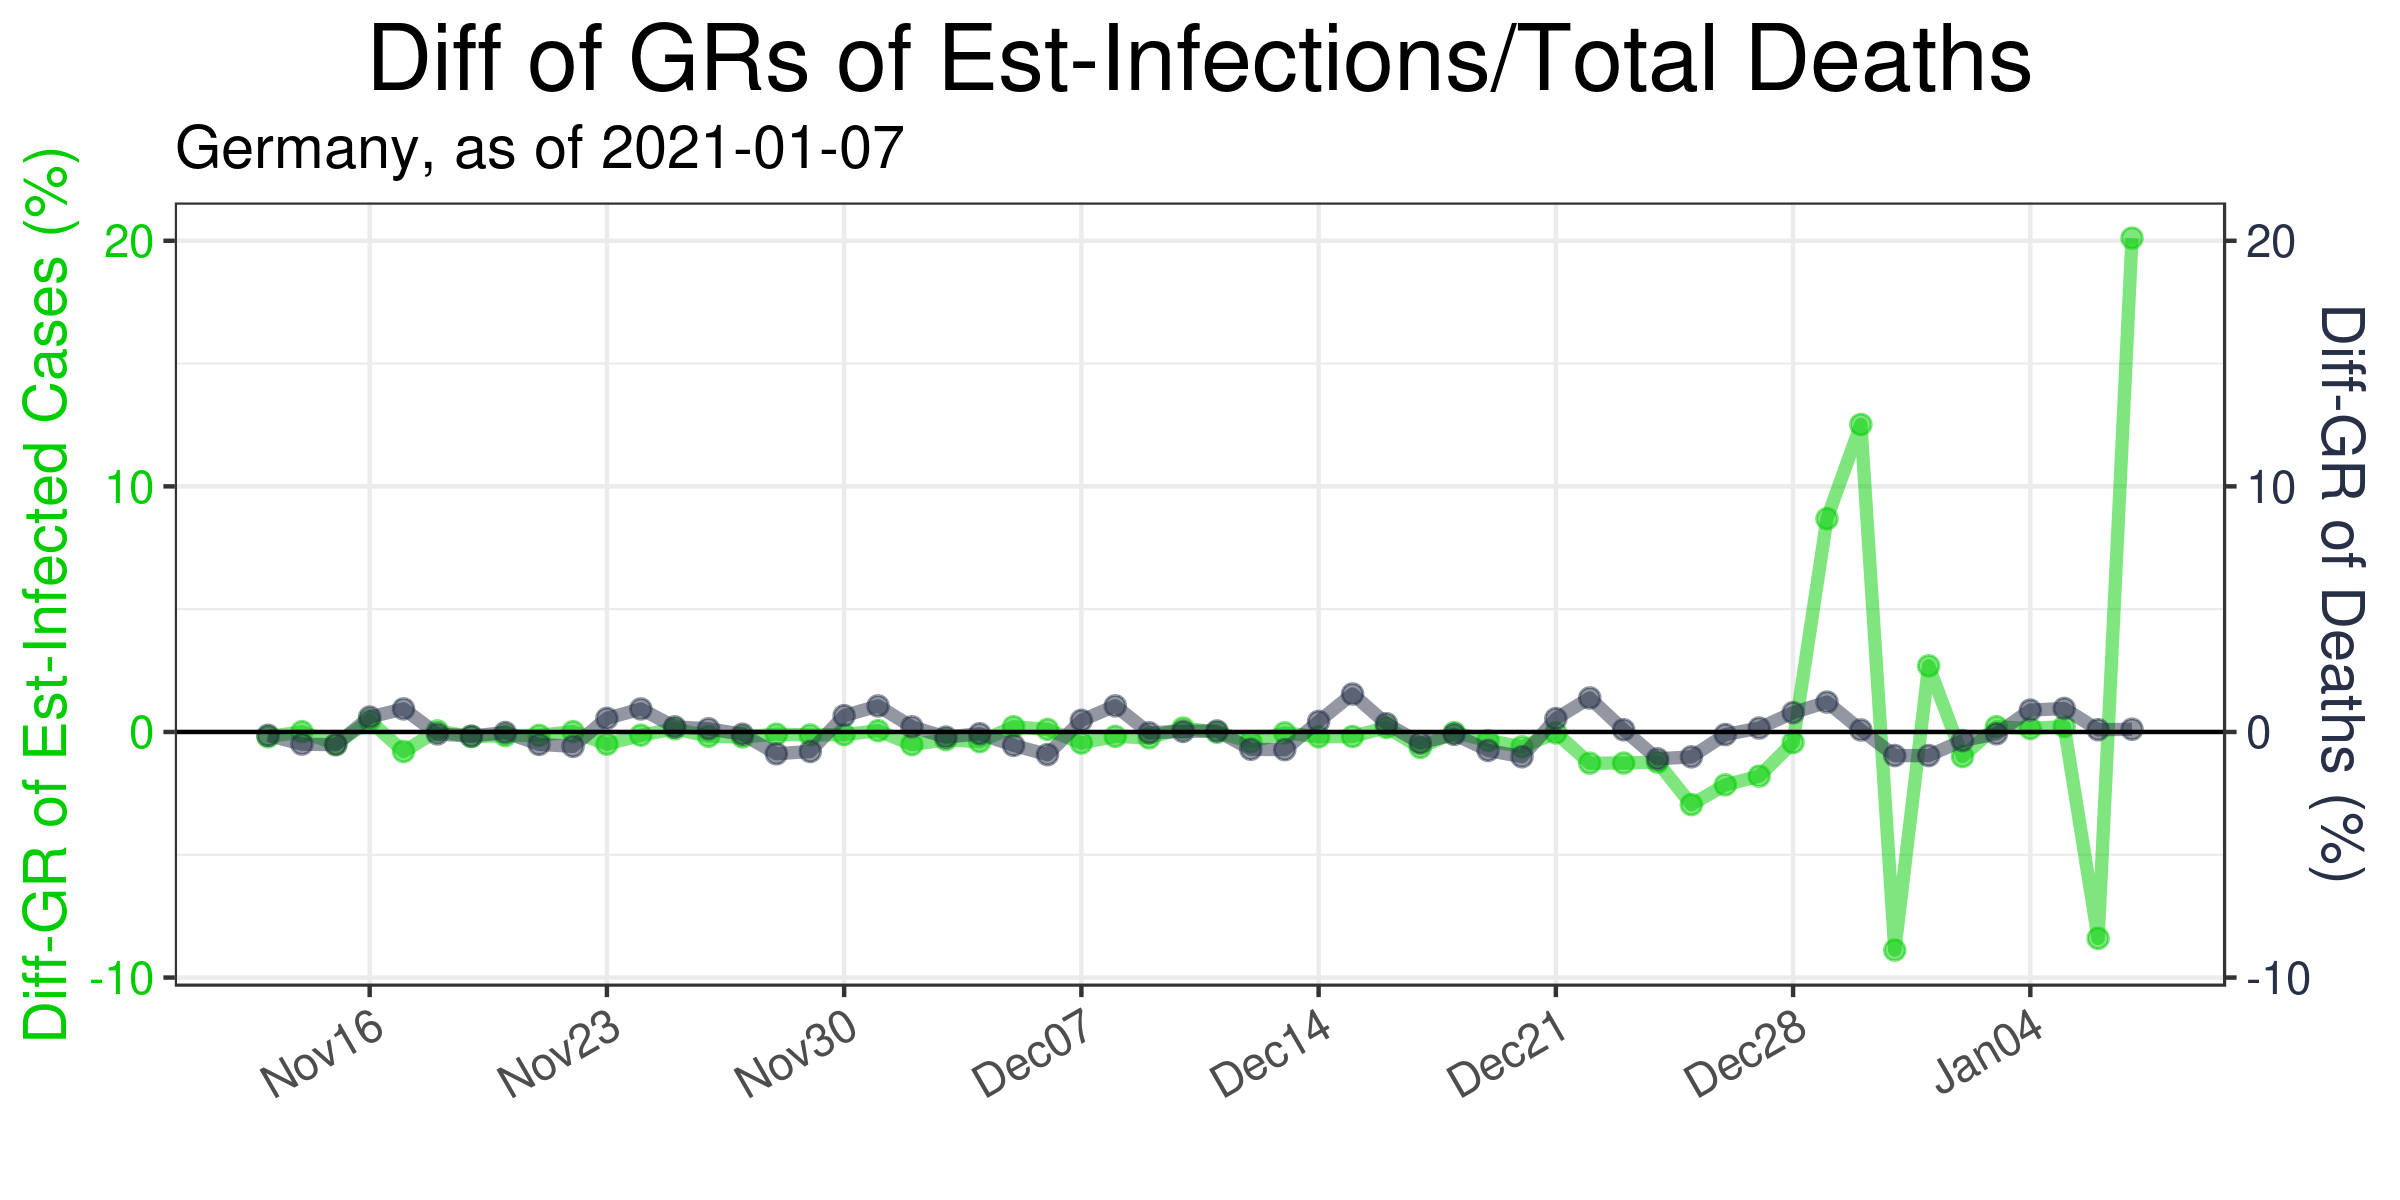 Diff of GRs of Est-Infections/Total Deaths
Germany, as of 2021-01-07
Diff-GR of Est-Infected Cases (%)
20
10
0
-10
20
10
0
-10
Diff-GR of Deaths (%)
Nov16
Nov23
Nov30
Dec07
Dec14
Dec21
Dec28
Jan04